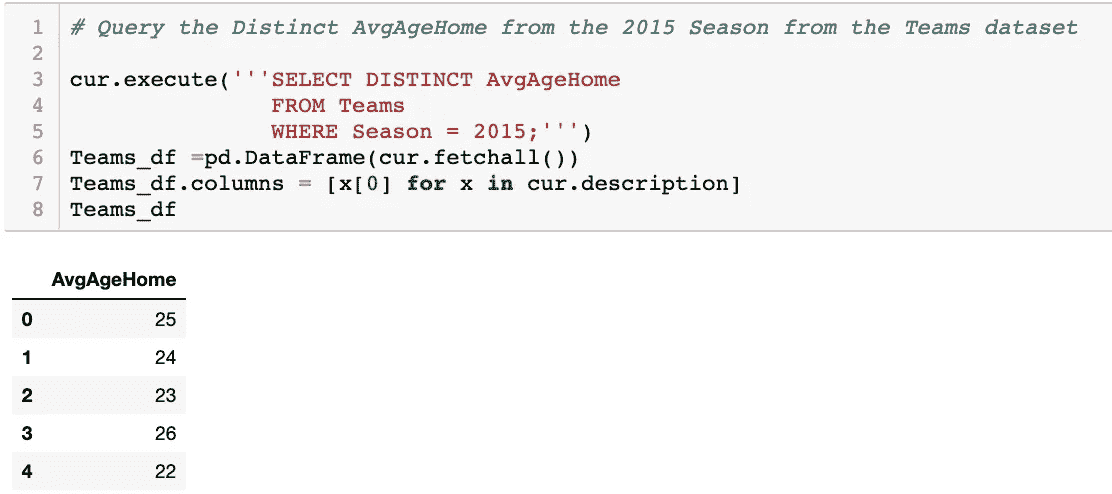 1 # Query the Distinct AvgAgeHome from the 2015 Season from the Teams dataset
2
3 cur.execute('''SELECT DISTINCT AvgAgeHome
4 FROM Teams
5 WHERE Season = 2015;''')
6 Teams_df =pd.DataFrame(cur.fetchall())
7 Teams_df.columns = [x[0] for x in cur.description]
8 Teams_df
AvgAgeHome
0 25
1 24
2 23
3 26
4 22